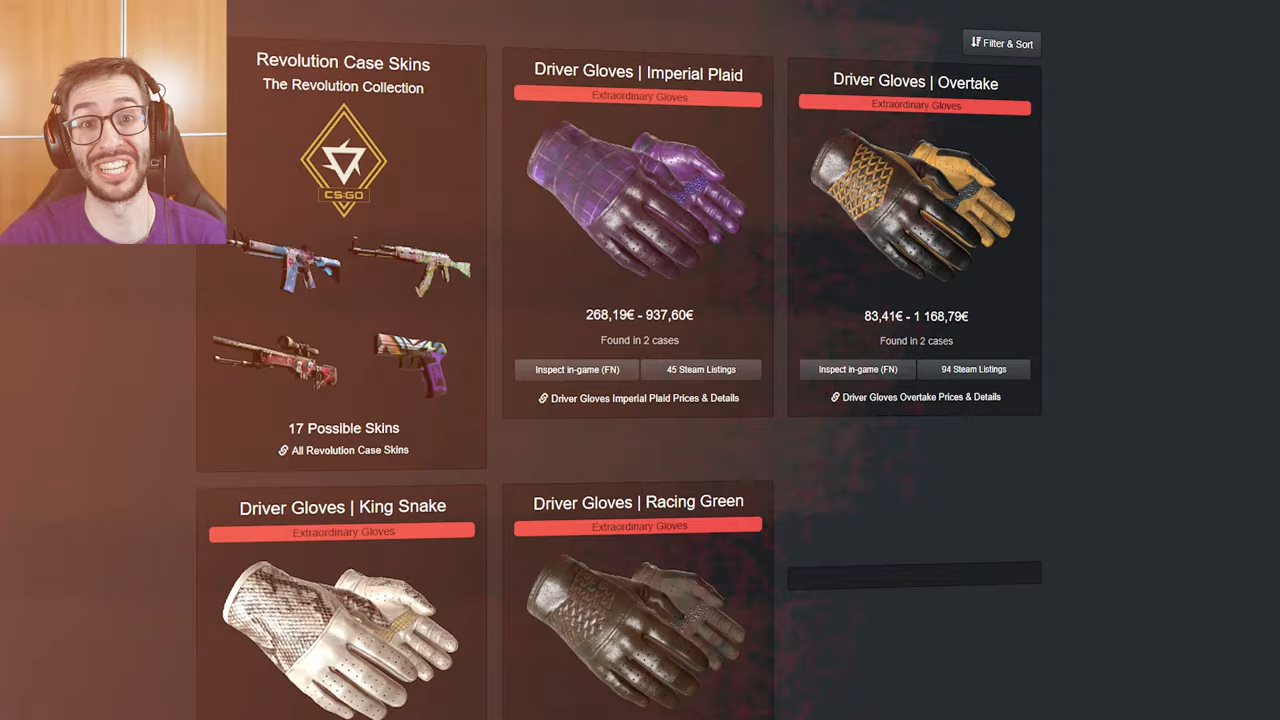 Filter & Sort
Revolution Case Skins
The Revolution Collection
CS:GO
17 Possible Skins
All Revolution Case Skins
Driver Gloves | Imperial Plaid
Extraordinary Gloves
268,19€ - 937,60€
Found in 2 cases
Inspect in-game (FN)
45 Steam Listings
Driver Gloves Imperial Plaid Prices & Details
Driver Gloves | Overtake
Extraordinary Gloves
83,41€ - 1 168,79€
Found in 2 cases
Inspect in-game (FN)
94 Steam Listings
Driver Gloves Overtake Prices & Details
Driver Gloves | King Snake
Extraordinary Gloves
Driver Gloves | Racing Green
Extraordinary Gloves